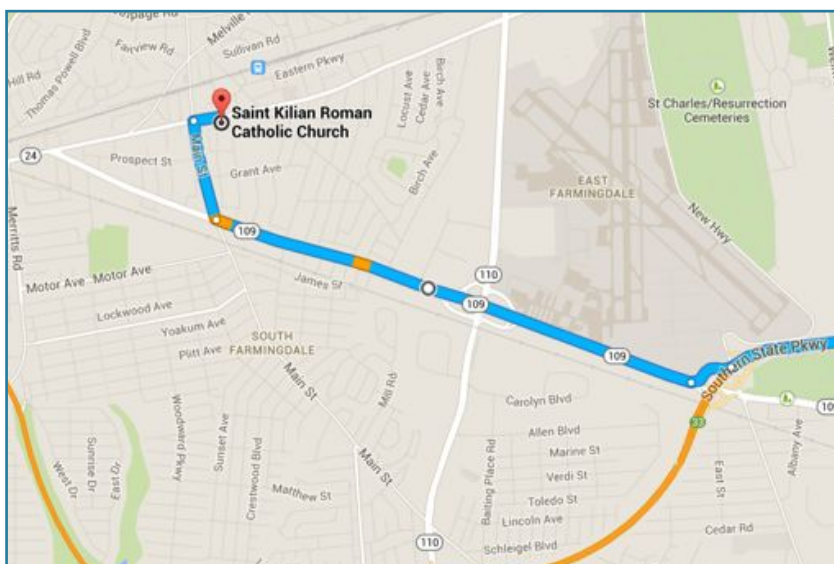 Melville
Fairview Rd
Sullivan Rd
Thomas Powell Blvd
Hill Rd
Eastern Pkwy
Birch Ave
Cedar Ave
Locust Ave
Saint Kilian Roman
Catholic Church
St Charles/Resurrection
Cemeteries
24
Prospect St
Main St
Grant Ave
Birch Ave
EAST
FARMINGDALE
New Hwy
Merritts Rd
109
110
Motor Ave
Motor Ave
James St
109
Lockwood Ave
Yoakum Ave
Plitt Ave
SOUTH
FARMINGDALE
109
Southern State Pkwy
Main St
Mill Rd
Carolyn Blvd
Woodward Pkwy
Sunset Ave
Crestwood Blvd
Allen Blvd
33
Marine St
Albany Ave
West Dr
Sunrise Dr
East Dr
Main St
Baiting Place Rd
Verdi St
East St
Matthew St
Toledo St
Lincoln Ave
Cedar Rd
110
Schleigel Blvd